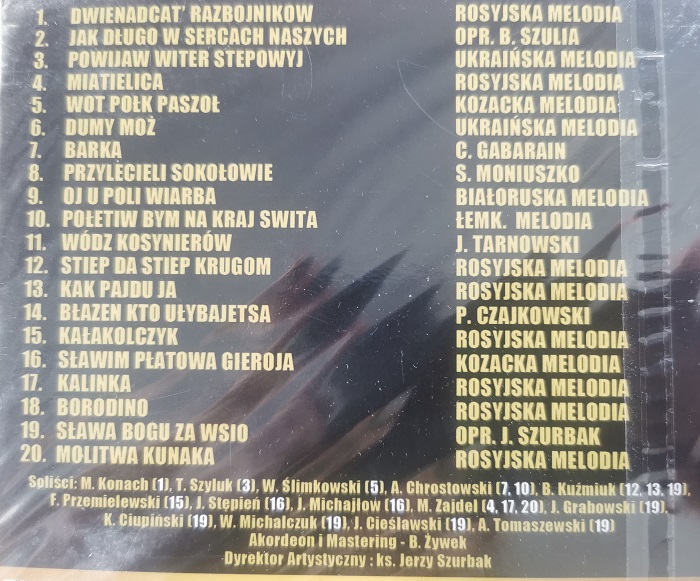 1. DWIENADCAT' RAZBOJNIKOW ROSYJSKA MELODIA
2. JAK DŁUGO W SERCACH NASZYCH OPR. B. SZULIA
3. POWIJAW WITER STEPOWYJ UKRAIŃSKA MELODIA
4. MIATIELICA ROSYJSKA MELODIA
5. WOT POŁK PASZOŁ KOZACKA MELODIA
6. DUMY MOŻ UKRAIŃSKA MELODIA
7. BARKA C. GABARAIN
8. PRZYLECIELI SOKOŁOWIE S. MONIUSZKO
9. OJ U POLI WIARBA BIAŁORUSKA MELODIA
10. POŁETIW BYM NA KRAJ SWITA ŁEMK. MELODIA
11. WÓDZ KOSYNIERÓW J. TARNOWSKI
12. STIEP DA STIEP KRUGOM ROSYJSKA MELODIA
13. KAK PAJDU JA ROSYJSKA MELODIA
14. BŁAZEN KTO UŁYBAJETSA P. CZAJKOWSKI
15. KAŁAKOLCZYK ROSYJSKA MELODIA
16. SŁAWIM PŁATOWA GIEROJA KOZACKA MELODIA
17. KALINKA ROSYJSKA MELODIA
18. BORODINO ROSYJSKA MELODIA
19. SŁAWA BOGU ZA WSIO OPR. J. SZURBAK
20. MOLITWA KUNAKA ROSYJSKA MELODIA
Soliści: M. Konach (1), T. Szyluk (3), W. Ślimkowski (5), A. Chrostowski (7, 10), B. Kuźmiuk (12, 13, 19),
F. Przemielewski (15), J. Stępień (16), J. Michajłow (16), M. Zajdel (4, 17, 20), J. Grabowski (19),
K. Ciupiński (19), W. Michalczuk (19), J. Cieślawski (19), A. Tomaszewski (19)
Akordeon i Mastering - B. Żywek
Dyrektor Artystyczny : ks. Jerzy Szurbak